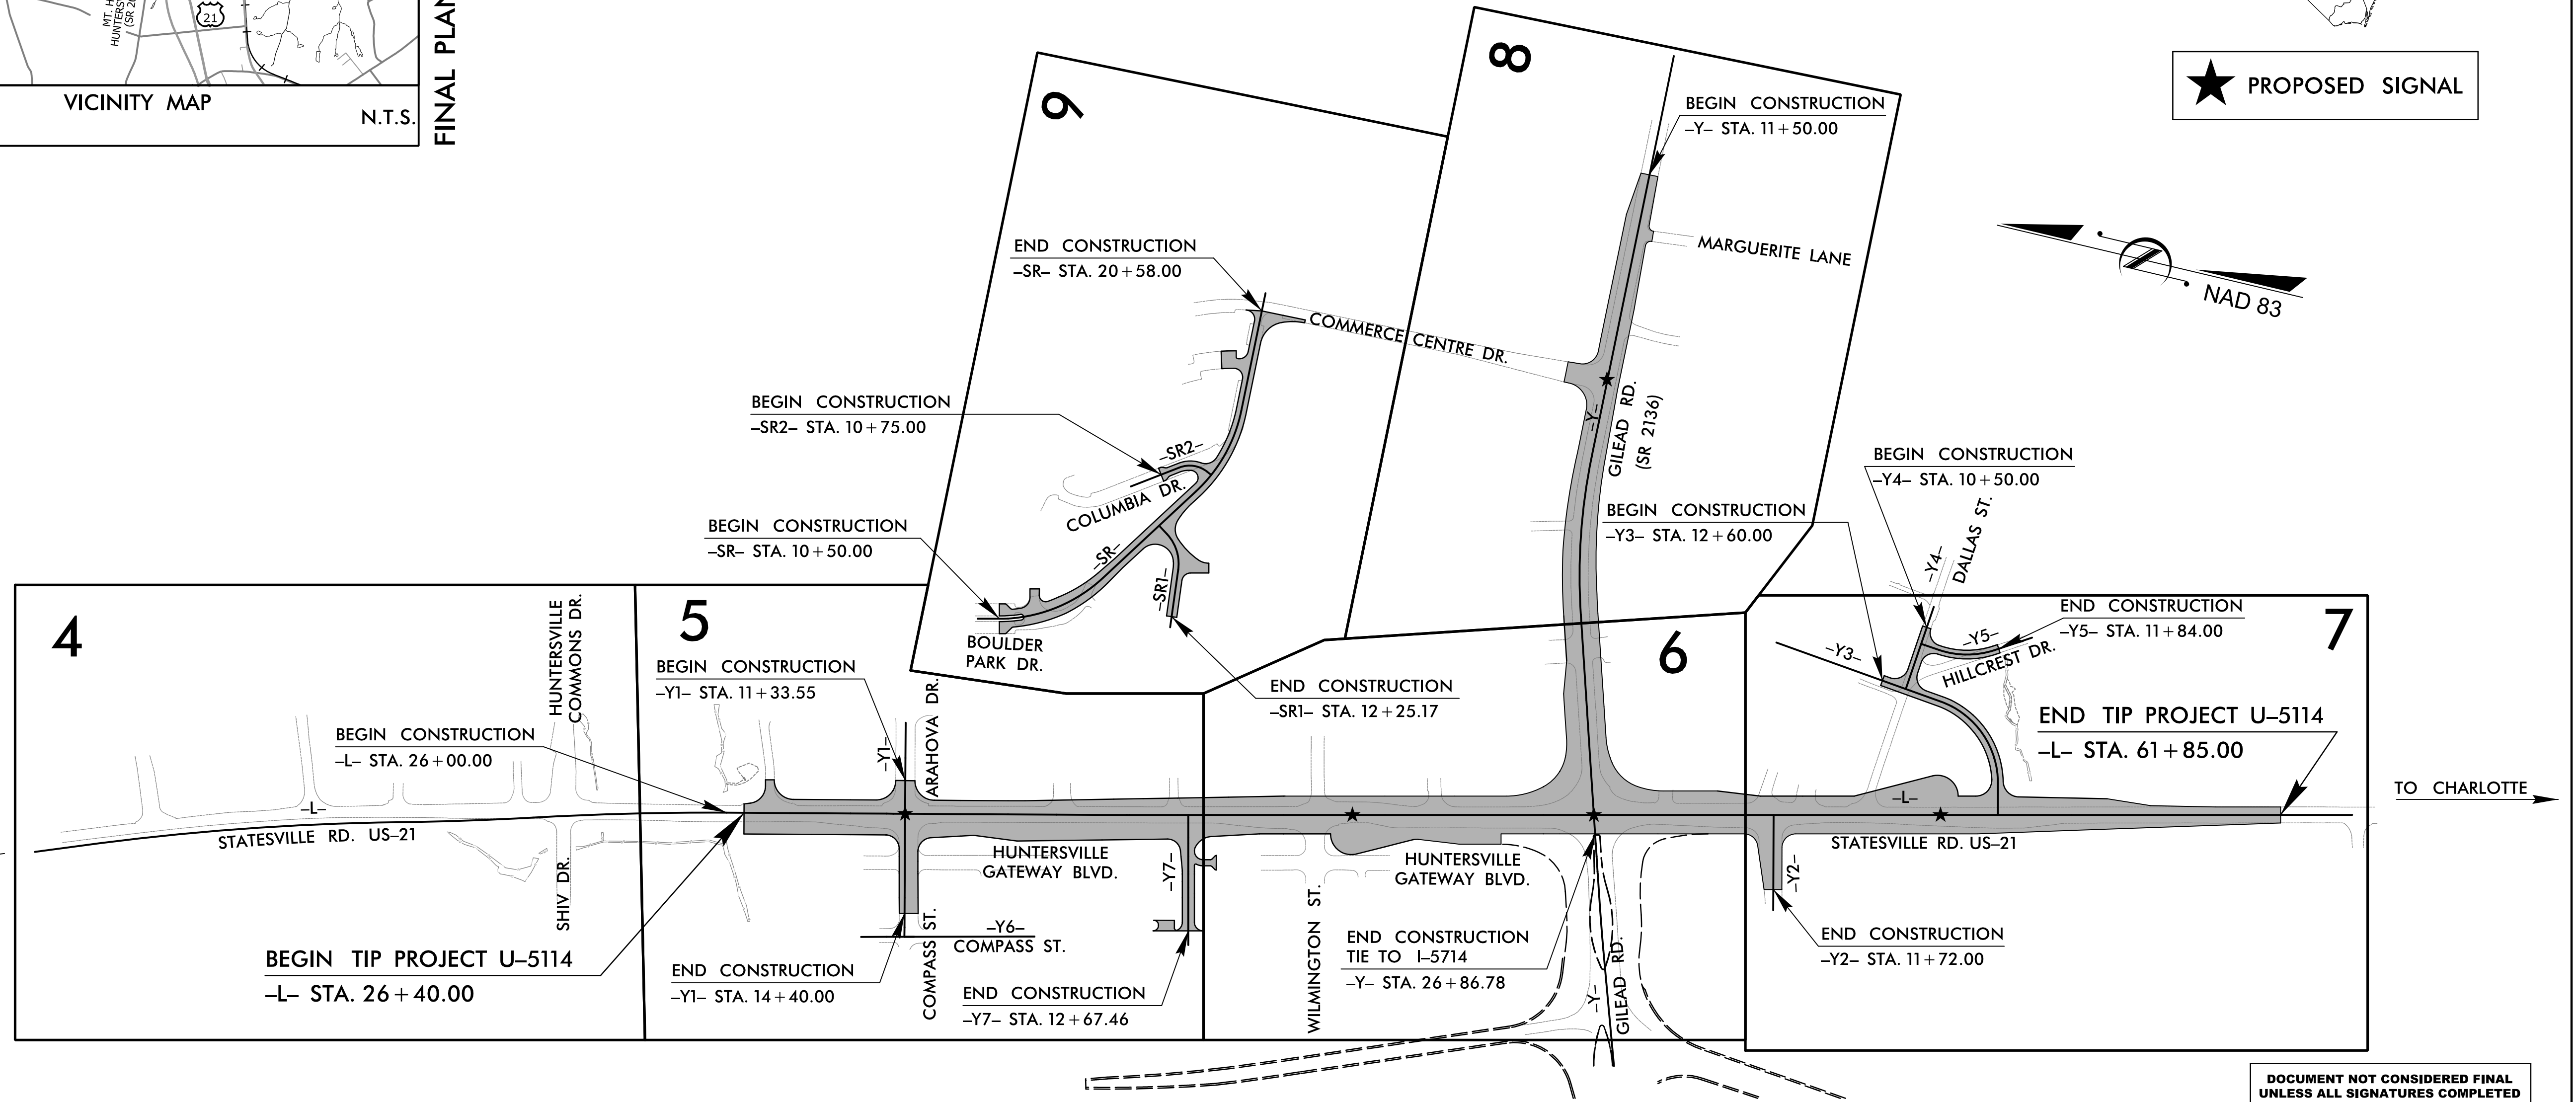 21
VICINITY MAP
N.T.S.
9
8
★ PROPOSED SIGNAL
BEGIN CONSTRUCTION
–Y– STA. 11+50.00
MARGUERITE LANE
NAD 83
END CONSTRUCTION
–SR– STA. 20+58.00
COMMERCE CENTRE DR.
BEGIN CONSTRUCTION
–SR2– STA. 10+75.00
–SR2–
COLUMBIA DR.
–Y–
GILEAD RD.
(SR 2136)
BEGIN CONSTRUCTION
–Y4– STA. 10+50.00
BEGIN CONSTRUCTION
–Y3– STA. 12+60.00
–Y4–
DALLAS ST.
BEGIN CONSTRUCTION
–SR– STA. 10+50.00
–SR–
–SR1–
BOULDER
PARK DR.
END CONSTRUCTION
–SR1– STA. 12+25.17
4
HUNTERSVILLE
COMMONS DR.
5
6
7
BEGIN CONSTRUCTION
–Y1– STA. 11+33.55
–Y1–
ARAHOVA DR.
END CONSTRUCTION
–Y5– STA. 11+84.00
–Y5–
–Y3–
HILLCREST DR.
END TIP PROJECT U–5114
–L– STA. 61+85.00
BEGIN CONSTRUCTION
–L– STA. 26+00.00
TO CHARLOTTE
–L–
–L–
STATESVILLE RD. US–21
STATESVILLE RD. US–21
SHIV DR.
HUNTERSVILLE
GATEWAY BLVD.
–Y7–
HUNTERSVILLE
GATEWAY BLVD.
–Y2–
COMPASS ST.
–Y6–
COMPASS ST.
WILMINGTON ST.
BEGIN TIP PROJECT U–5114
–L– STA. 26+40.00
END CONSTRUCTION
–Y1– STA. 14+40.00
END CONSTRUCTION
–Y7– STA. 12+67.46
END CONSTRUCTION
TIE TO I–5714
–Y– STA. 26+86.78
–Y–
GILEAD RD.
END CONSTRUCTION
–Y2– STA. 11+72.00
DOCUMENT NOT CONSIDERED FINAL
UNLESS ALL SIGNATURES COMPLETED